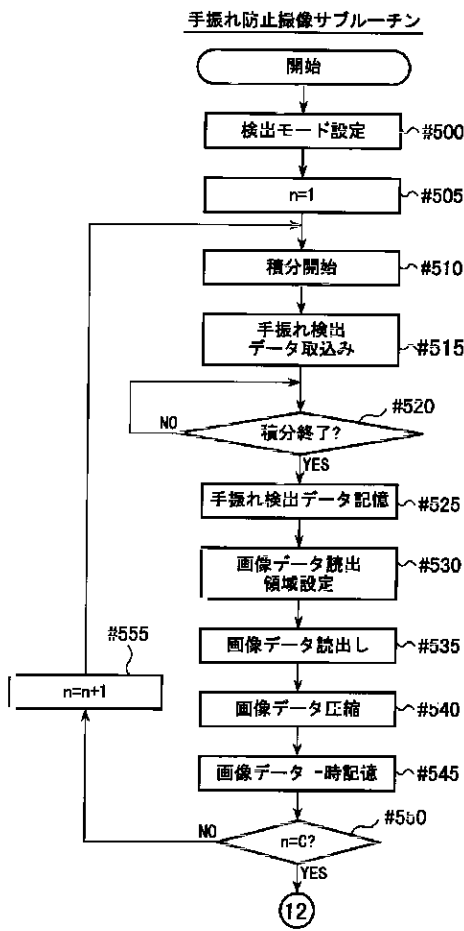 手振れ防止撮像サブルーチン
開始
検出モード設定
#500
n=1
#505
積分開始
#510
手振れ検出
データ取込み
#515
#520
積分終了?
NO
YES
手振れ検出データ記憶
#525
画像データ読出
領域設定
#530
#555
n=n+1
画像データ読出し
#535
画像データ圧縮
#540
画像データ一時記憶
#545
#550
n=C?
NO
YES
12